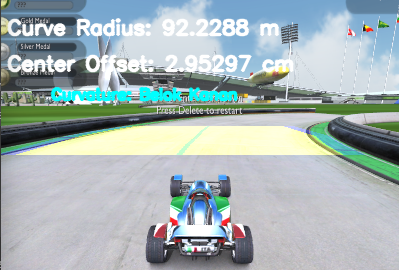 Gold Medal
Curve Radius: 92.2288 m
Silver Medal
Center Offset: 2.95297 cm
Curvature: Belok Kanan
Press Delete to restart